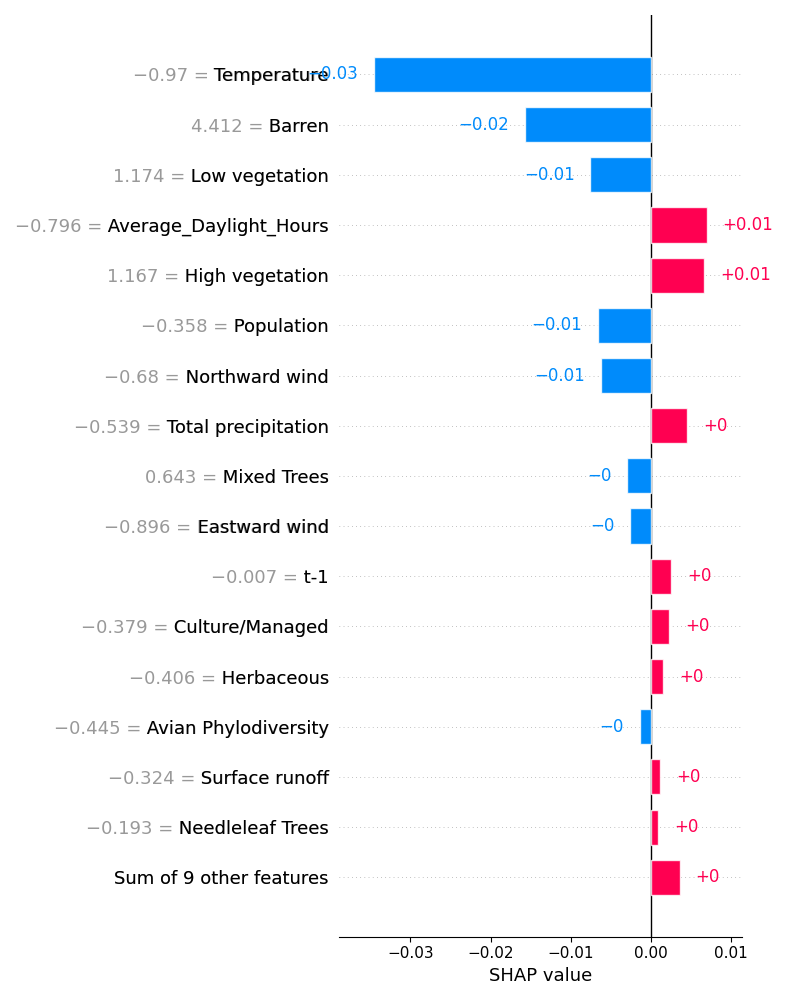 −0.97 = Temperature −0.03
4.412 = Barren −0.02
1.174 = Low vegetation −0.01
−0.796 = Average_Daylight_Hours +0.01
1.167 = High vegetation +0.01
−0.358 = Population −0.01
−0.68 = Northward wind −0.01
−0.539 = Total precipitation +0
0.643 = Mixed Trees −0
−0.896 = Eastward wind −0
−0.007 = t-1 +0
−0.379 = Culture/Managed +0
−0.406 = Herbaceous +0
−0.445 = Avian Phylodiversity −0
−0.324 = Surface runoff +0
−0.193 = Needleleaf Trees +0
Sum of 9 other features +0
−0.03 −0.02 −0.01 0.00 0.01
SHAP value